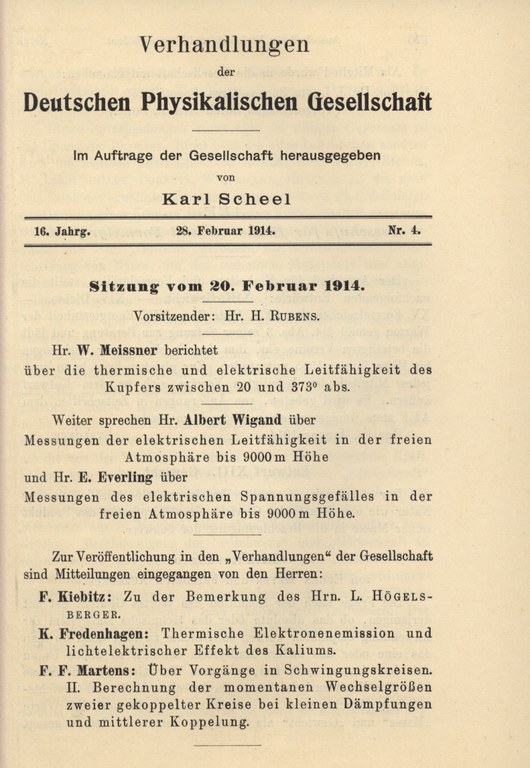 Verhandlungen
der
Deutschen Physikalischen Gesellschaft
Im Auftrage der Gesellschaft herausgegeben
von
Karl Scheel
16. Jahrg. 28. Februar 1914. Nr. 4.
Sitzung vom 20. Februar 1914.
Vorsitzender: Hr. H. Rubens.
Hr. W. Meissner berichtet
über die thermische und elektrische Leitfähigkeit des
Kupfers zwischen 20 und 373° abs.
Weiter sprechen Hr. Albert Wigand über
Messungen der elektrischen Leitfähigkeit in der freien
Atmosphäre bis 9000 m Höhe
und Hr. E. Everling über
Messungen des elektrischen Spannungsgefälles in der
freien Atmosphäre bis 9000 m Höhe.
Zur Veröffentlichung in den „Verhandlungen“ der Gesellschaft
sind Mitteilungen eingegangen von den Herren:
F. Kiebitz: Zu der Bemerkung des Hrn. L. Högels-
berger.
K. Fredenhagen: Thermische Elektronenemission und
lichtelektrischer Effekt des Kaliums.
F. F. Martens: Über Vorgänge in Schwingungskreisen.
II. Berechnung der momentanen Wechselgrößen
zweier gekoppelter Kreise bei kleinen Dämpfungen
und mittlerer Koppelung.